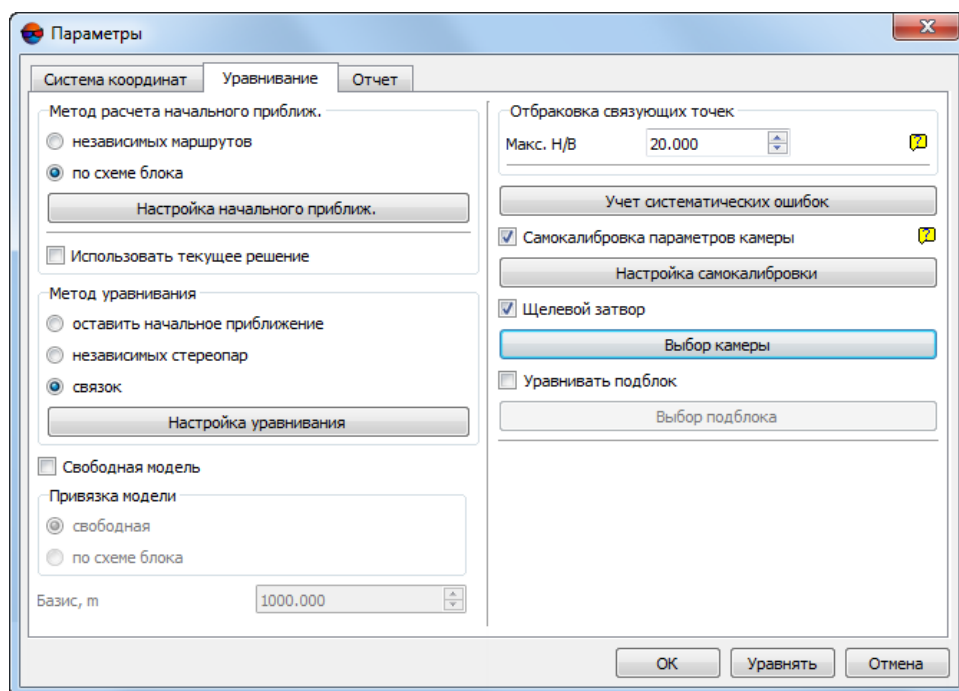 Параметры
Система координат Уравнивание Отчет
Метод расчета начального приближ.
независимых маршрутов
по схеме блока
Настройка начального приближ.
Использовать текущее решение
Метод уравнивания
оставить начальное приближение
независимых стереопар
связок
Настройка уравнивания
Свободная модель
Привязка модели
свободная
по схеме блока
Базис, m 1000.000
Отбраковка связующих точек
Макс. Н/В 20.000
Учет систематических ошибок
Самокалибровка параметров камеры
Настройка самокалибровки
Щелевой затвор
Выбор камеры
Уравнивать подблок
Выбор подблока
OK Уравнять Отмена